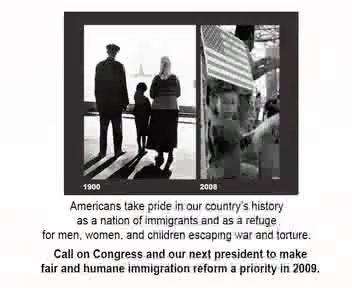 1900 2008
Americans take pride in our country's history
as a nation of immigrants and as a refuge
for men, women, and children escaping war and torture.
Call on Congress and our next president to make
fair and humane immigration reform a priority in 2009.